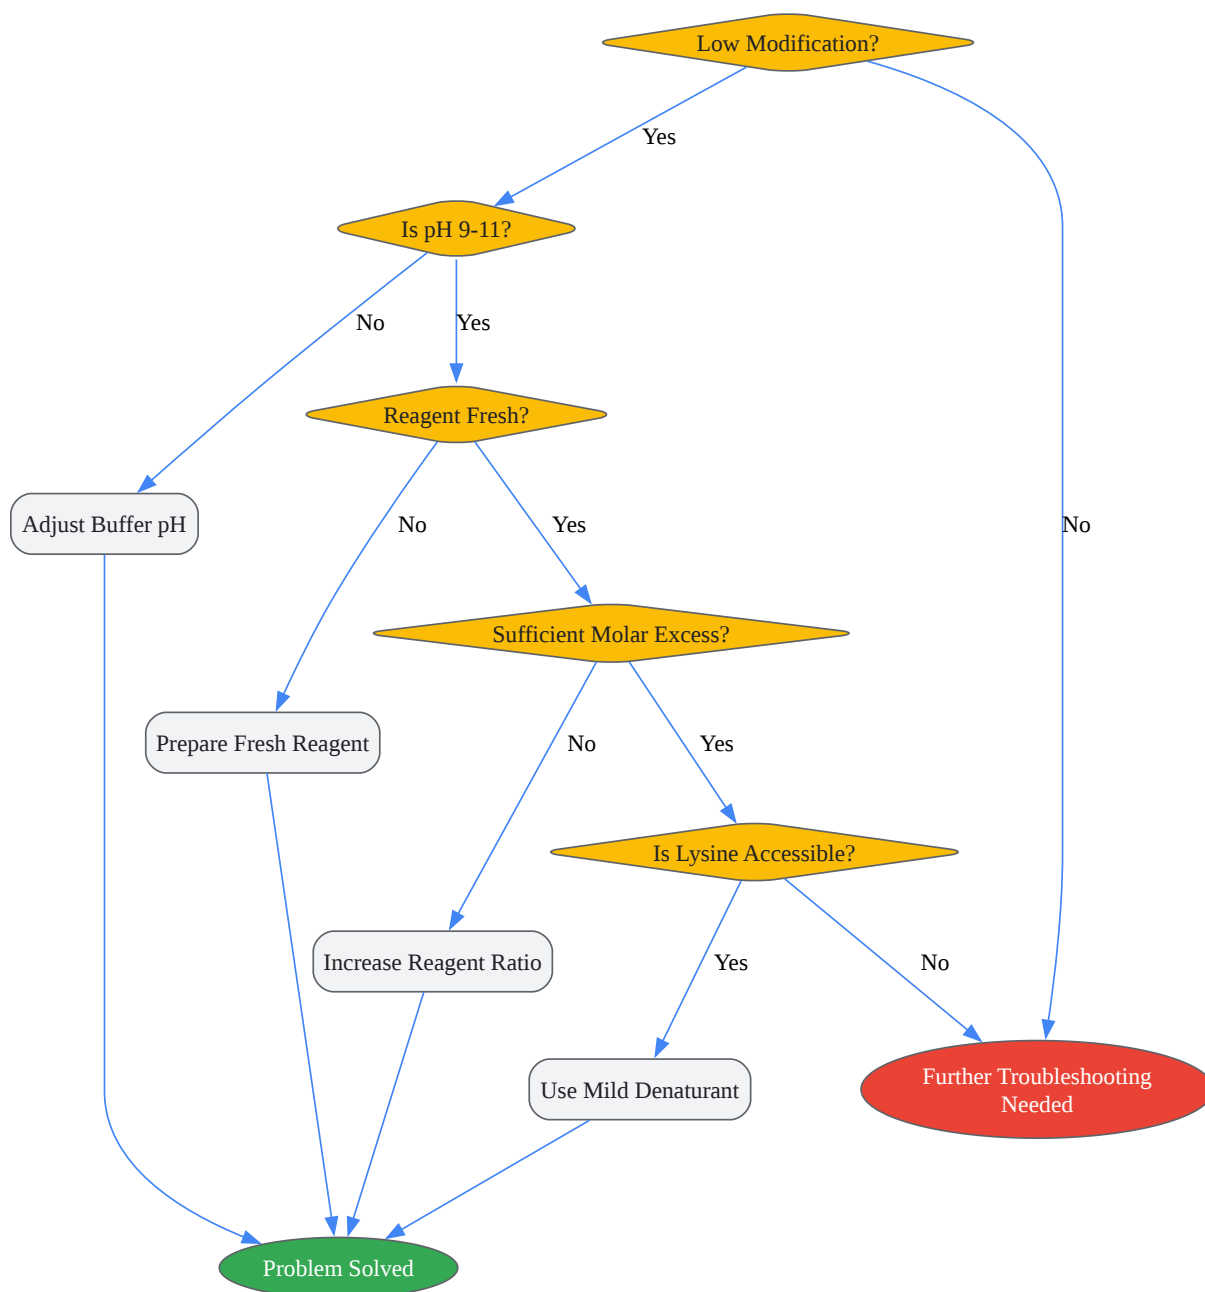 Low Modification?
Yes
Is pH 9-11?
No
Yes
Reagent Fresh?
Adjust Buffer pH
No
Yes
No
Sufficient Molar Excess?
Prepare Fresh Reagent
No
Yes
Is Lysine Accessible?
Increase Reagent Ratio
Yes
No
Use Mild Denaturant
Further Troubleshooting
Needed
Problem Solved